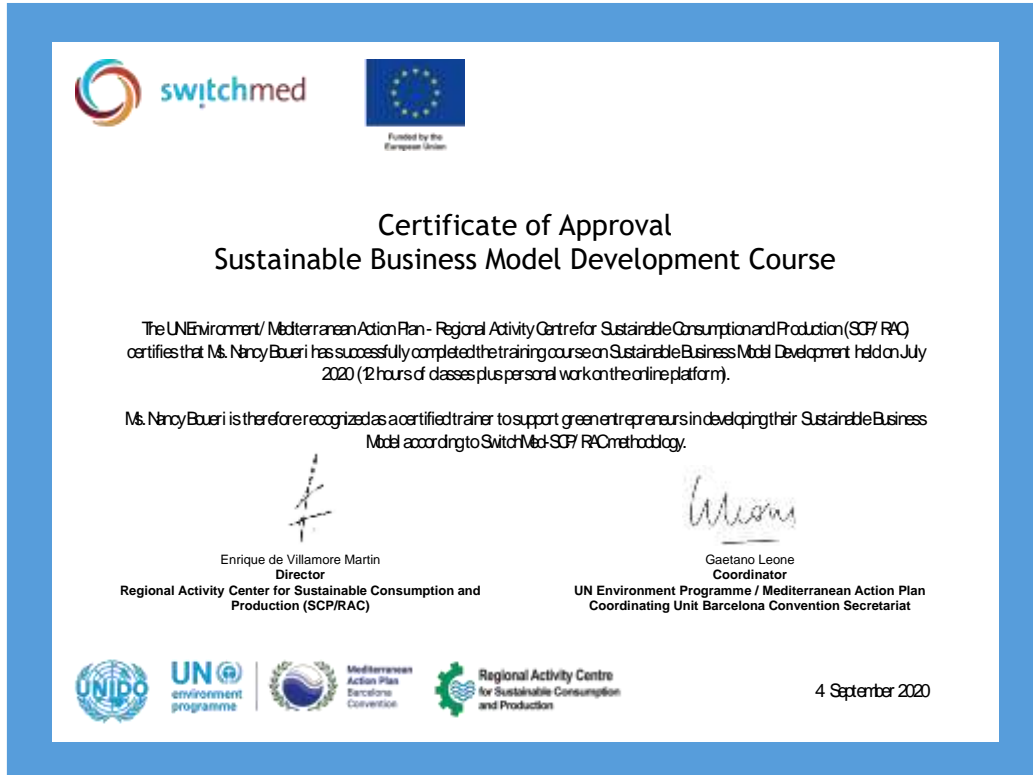 switchmed
Funded by the
European Union
Certificate of Approval
Sustainable Business Model Development Course
The UN Environment/ Mediterranean Action Plan - Regional Activity Centre for Sustainable Consumption and Production (SCP/ RAC)
certifies that Ms. Nancy Boueri has successfully completed the training course on Sustainable Business Model Development held on July
2020 (12 hours of classes plus personal work on the online platform).
Ms. Nancy Boueri is therefore recognized as a certified trainer to support green entrepreneurs in developing their Sustainable Business
Model according to SwitchMed-SCP/ RAC methodology.
Enrique de Villamore Martin
Director
Regional Activity Center for Sustainable Consumption and
Production (SCP/RAC)
Gaetano Leone
Coordinator
UN Environment Programme / Mediterranean Action Plan
Coordinating Unit Barcelona Convention Secretariat
UNIDO
UN
environment
programme
Mediterranean
Action Plan
Barcelona
Convention
Regional Activity Centre
for Sustainable Consumption
and Production
4 September 2020